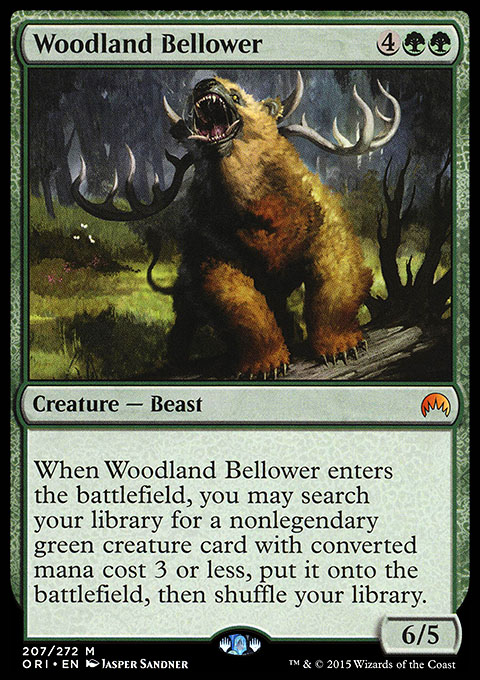 Woodland Bellower 4
Creature — Beast
When Woodland Bellower enters
the battlefield, you may search
your library for a nonlegendary
green creature card with converted
mana cost 3 or less, put it onto the
battlefield, then shuffle your library.
6/5
207/272 M
ORI • EN Jasper Sandner
™ & © 2015 Wizards of the Coast